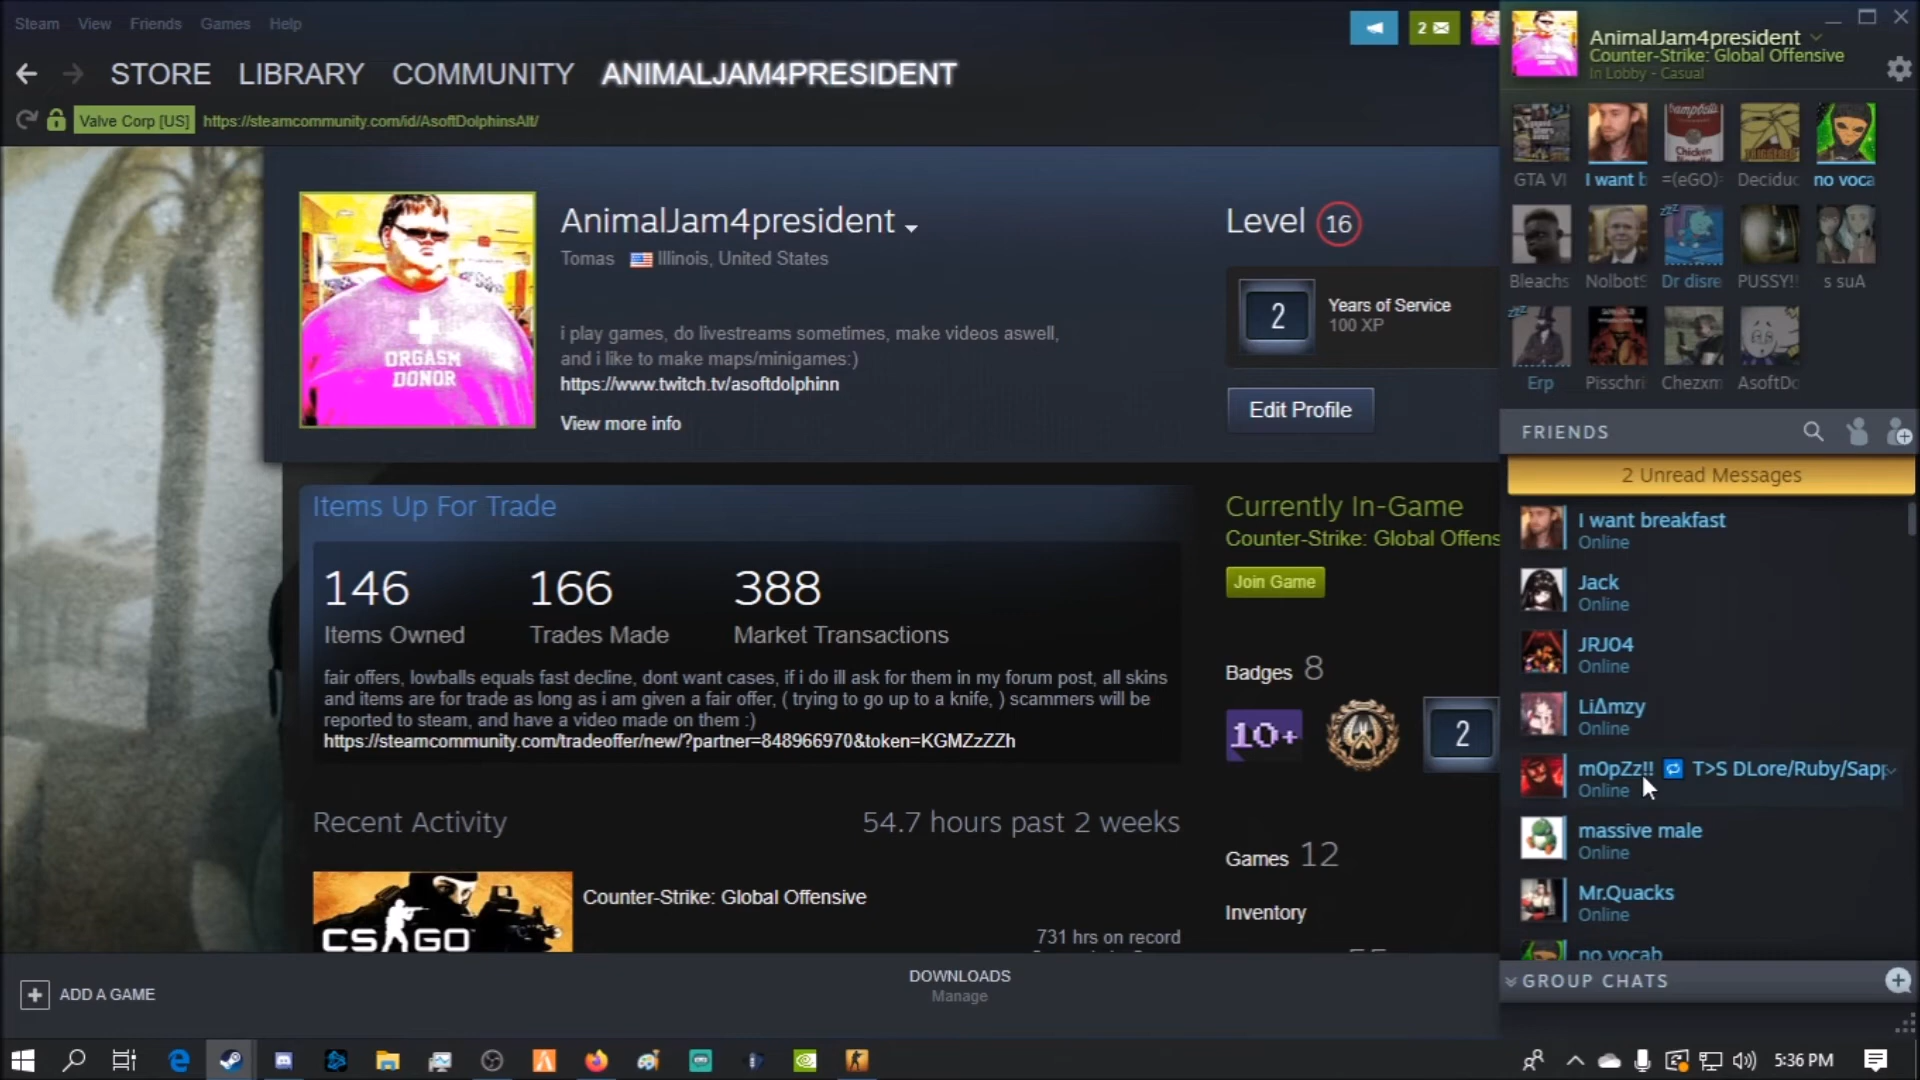 Steam View Friends Games Help
2
STORE LIBRARY COMMUNITY ANIMALJAM4PRESIDENT
Valve Corp [US] https://steamcommunity.com/id/AsoftDolphinsAlt/
AnimalJam4president
Tomas Illinois, United States
i play games, do livestreams sometimes, make videos aswell,
and i like to make maps/minigames:)
https://www.twitch.tv/asoftdolphinn
View more info
ORGASM
DONOR
Level 16
2
Years of Service
100 XP
Edit Profile
Items Up For Trade
146 166 388
Items Owned Trades Made Market Transactions
fair offers, lowballs equals fast decline, dont want cases, if i do ill ask for them in my forum post, all skins
and items are for trade as long as i am given a fair offer, ( trying to go up to a knife, ) scammers will be
reported to steam, and have a video made on them :)
https://steamcommunity.com/tradeoffer/new/?partner=848966970&token=KGMZzZZh
Recent Activity 54.7 hours past 2 weeks
CS GO
Counter-Strike: Global Offensive
731 hrs on record
Currently In-Game
Counter-Strike: Global Offens
Join Game
Badges 8
10+ 2
Games 12
Inventory
AnimalJam4president
Counter-Strike: Global Offensive
In Lobby - Casual
Campbell's
Chicken
GTA VI I want b =(eGO)= Deciduc no voca
Bleachs NolbotS Dr disre PUSSY!! s suA
Erp Pisschri Chezxm AsoftDo
FRIENDS
2 Unread Messages
I want breakfast
Online
Jack
Online
JRJ04
Online
LiΔmzy
Online
m0pZz!! T>S DLore/Ruby/Sapp
Online
massive male
Online
Mr.Quacks
Online
no vocab
GROUP CHATS
ADD A GAME
DOWNLOADS
Manage
5:36 PM